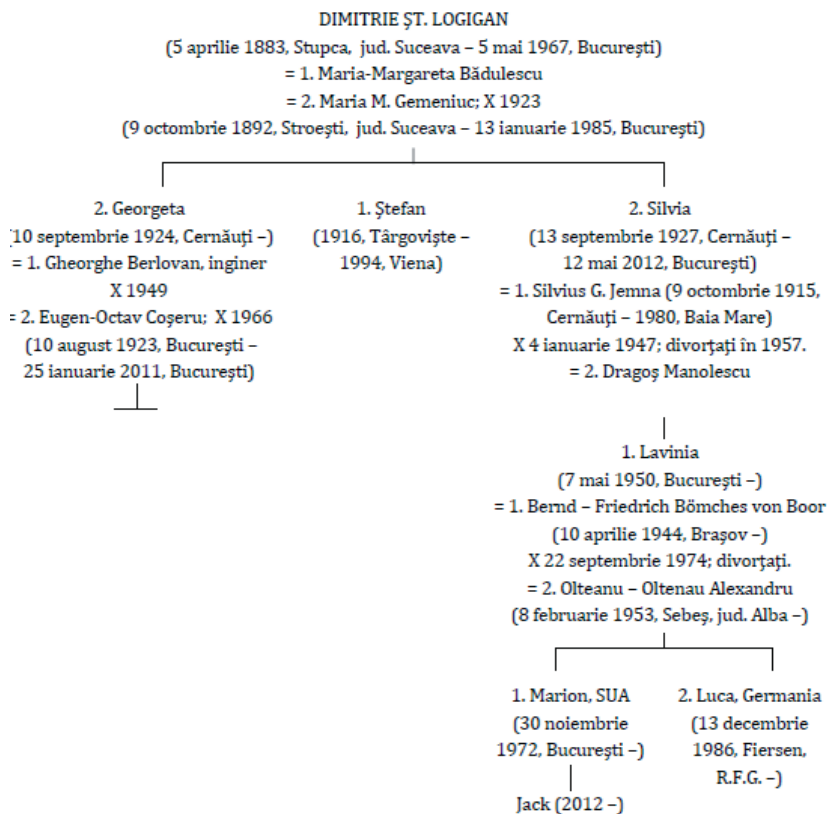 DIMITRIE ŞT. LOGIGAN
(5 aprilie 1883, Stupca, jud. Suceava – 5 mai 1967, Bucureşti)
= 1. Maria-Margareta Bădulescu
= 2. Maria M. Gemeniuc; X 1923
(9 octombrie 1892, Stroeşti, jud. Suceava – 13 ianuarie 1985, Bucureşti)
2. Georgeta
(10 septembrie 1924, Cernăuţi –)
= 1. Gheorghe Berlovan, inginer
X 1949
= 2. Eugen-Octav Coşeru; X 1966
(10 august 1923, Bucureşti –
25 ianuarie 2011, Bucureşti)
1. Ştefan
(1916, Târgovişte –
1994, Viena)
2. Silvia
(13 septembrie 1927, Cernăuţi –
12 mai 2012, Bucureşti)
= 1. Silvius G. Jemna (9 octombrie 1915,
Cernăuţi – 1980, Baia Mare)
X 4 ianuarie 1947; divorţaţi în 1957.
= 2. Dragoş Manolescu
1. Lavinia
(7 mai 1950, Bucureşti –)
= 1. Bernd – Friedrich Bömches von Boor
(10 aprilie 1944, Braşov –)
X 22 septembrie 1974; divorţaţi.
= 2. Olteanu – Oltenau Alexandru
(8 februarie 1953, Sebeş, jud. Alba –)
1. Marion, SUA
(30 noiembrie
1972, Bucureşti –)
Jack (2012 –)
2. Luca, Germania
(13 decembrie
1986, Fiersen,
R.F.G. –)